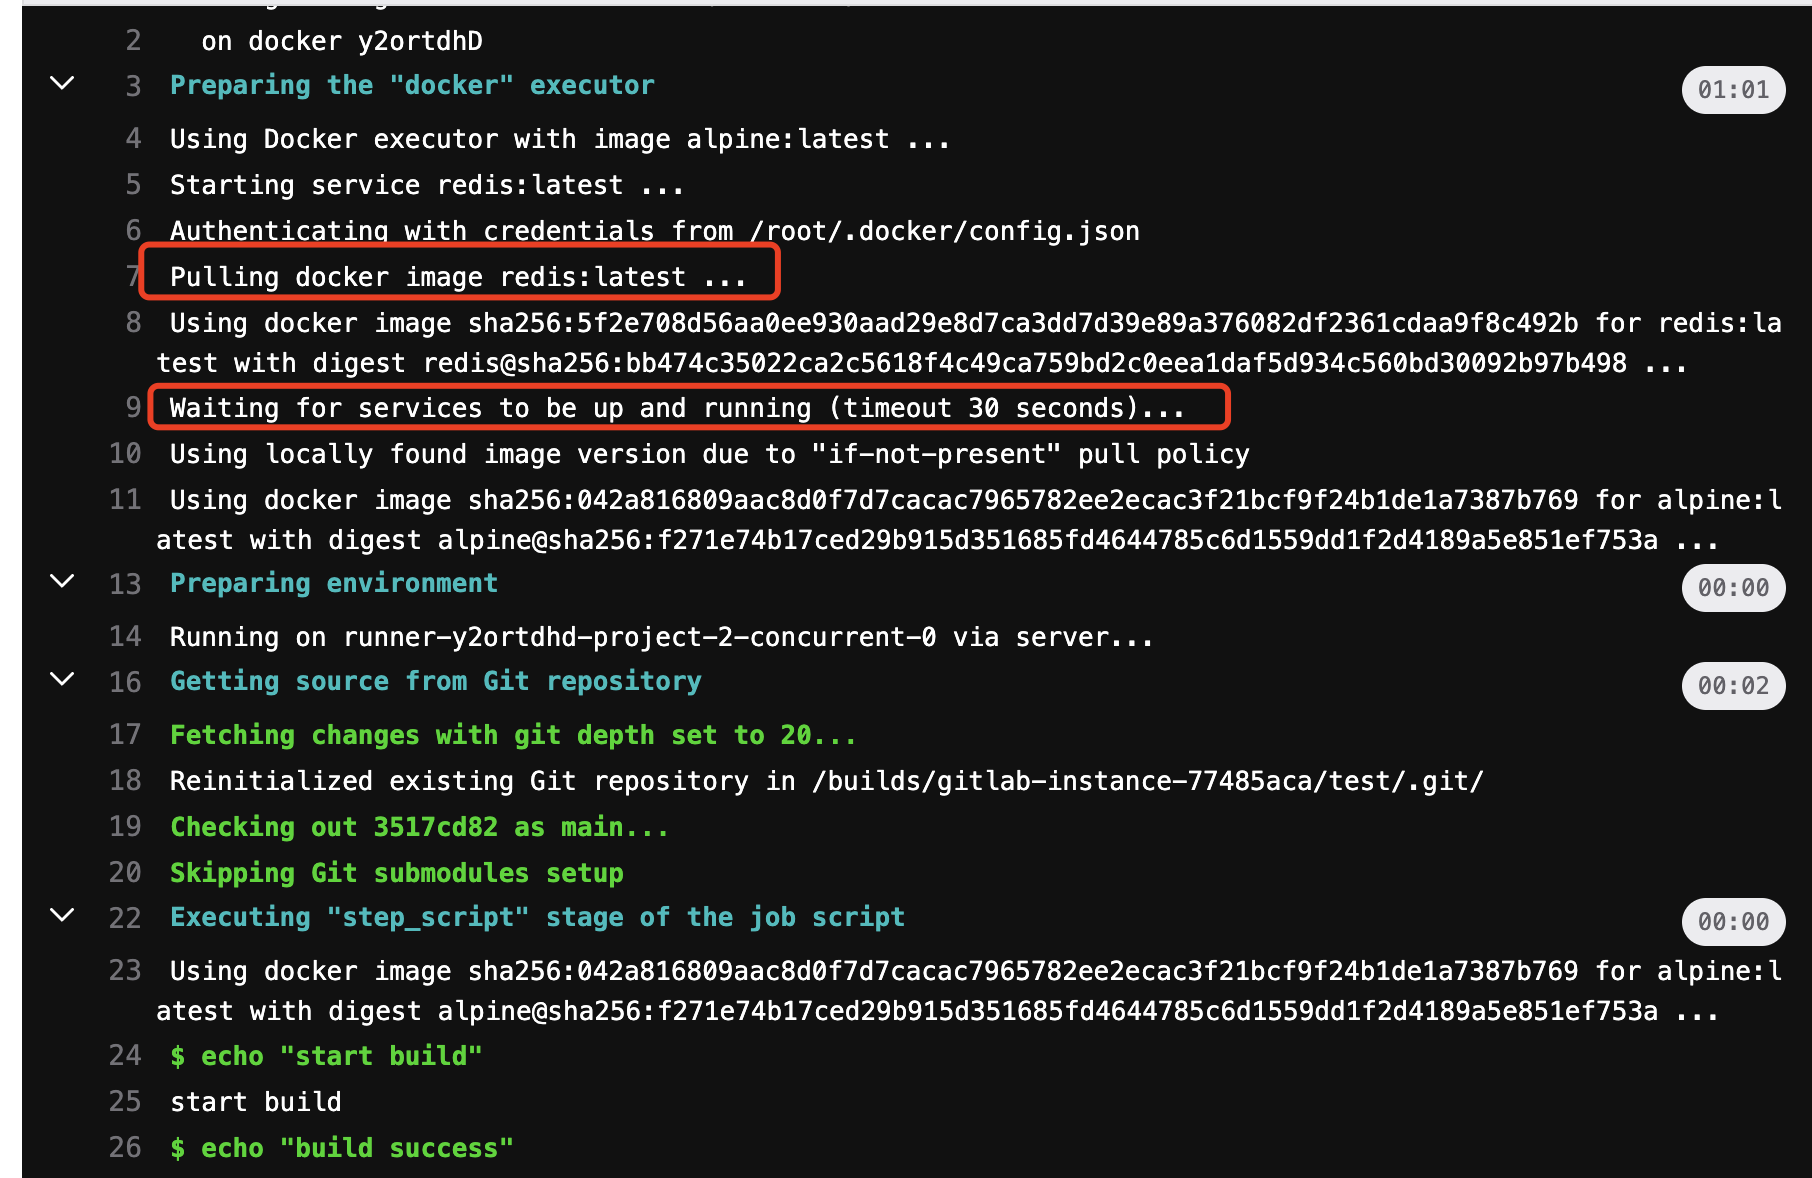 2 on docker y2ortdhD
3 Preparing the "docker" executor 01:01
4 Using Docker executor with image alpine:latest ...
5 Starting service redis:latest ...
6 Authenticating with credentials from /root/.docker/config.json
7 Pulling docker image redis:latest ...
8 Using docker image sha256:5f2e708d56aa0ee930aad29e8d7ca3dd7d39e89a376082df2361cdaa9f8c492b for redis:la
test with digest redis@sha256:bb474c35022ca2c5618f4c49ca759bd2c0eea1daf5d934c560bd30092b97b498 ...
9 Waiting for services to be up and running (timeout 30 seconds)...
10 Using locally found image version due to "if-not-present" pull policy
11 Using docker image sha256:042a816809aac8d0f7d7cacac7965782ee2ecac3f21bcf9f24b1de1a7387b769 for alpine:l
atest with digest alpine@sha256:f271e74b17ced29b915d351685fd4644785c6d1559dd1f2d4189a5e851ef753a ...
13 Preparing environment 00:00
14 Running on runner-y2ortdhd-project-2-concurrent-0 via server...
16 Getting source from Git repository 00:02
17 Fetching changes with git depth set to 20...
18 Reinitialized existing Git repository in /builds/gitlab-instance-77485aca/test/.git/
19 Checking out 3517cd82 as main...
20 Skipping Git submodules setup
22 Executing "step_script" stage of the job script 00:00
23 Using docker image sha256:042a816809aac8d0f7d7cacac7965782ee2ecac3f21bcf9f24b1de1a7387b769 for alpine:l
atest with digest alpine@sha256:f271e74b17ced29b915d351685fd4644785c6d1559dd1f2d4189a5e851ef753a ...
24 $ echo "start build"
25 start build
26 $ echo "build success"